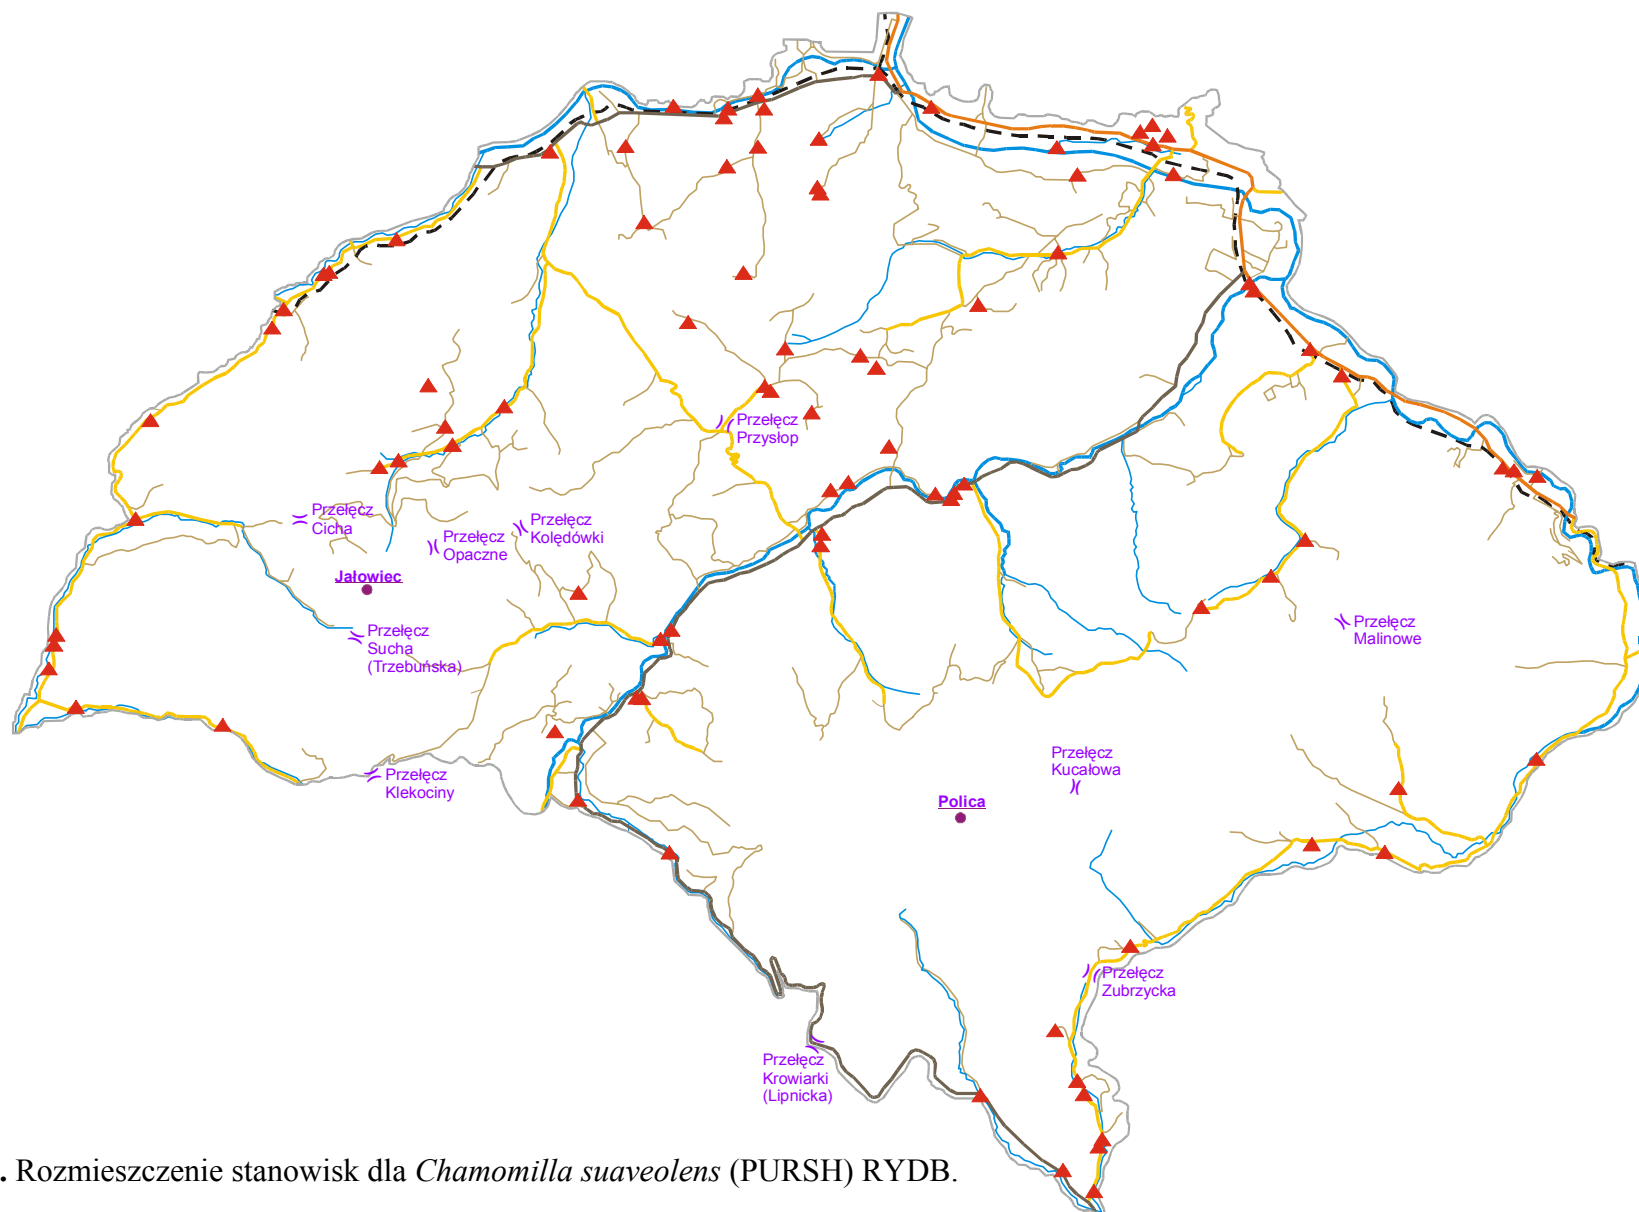 Przełęcz
Przysłop
Przełęcz
Cicha
Przełęcz
Kolędówki
Przełęcz
Opaczne
Jałowiec
Przełęcz
Sucha
(Trzebuńska)
Przełęcz
Malinowe
Przełęcz
Klekociny
Przełęcz
Kucałowa
Polica
Przełęcz
Zubrzycka
Przełęcz
Krowiarki
(Lipnicka)
. Rozmieszczenie stanowisk dla Chamomilla suaveolens (PURSH) RYDB.